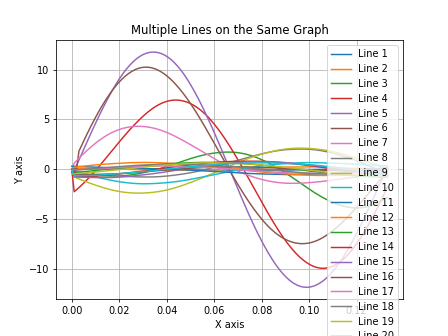 Multiple Lines on the Same Graph
Y axis
10
5
0
−5
−10
0.00
0.02
0.04
0.06
0.08
0.10
X axis
Line 1
Line 2
Line 3
Line 4
Line 5
Line 6
Line 7
Line 8
Line 9
Line 10
Line 11
Line 12
Line 13
Line 14
Line 15
Line 16
Line 17
Line 18
Line 19
Line 20